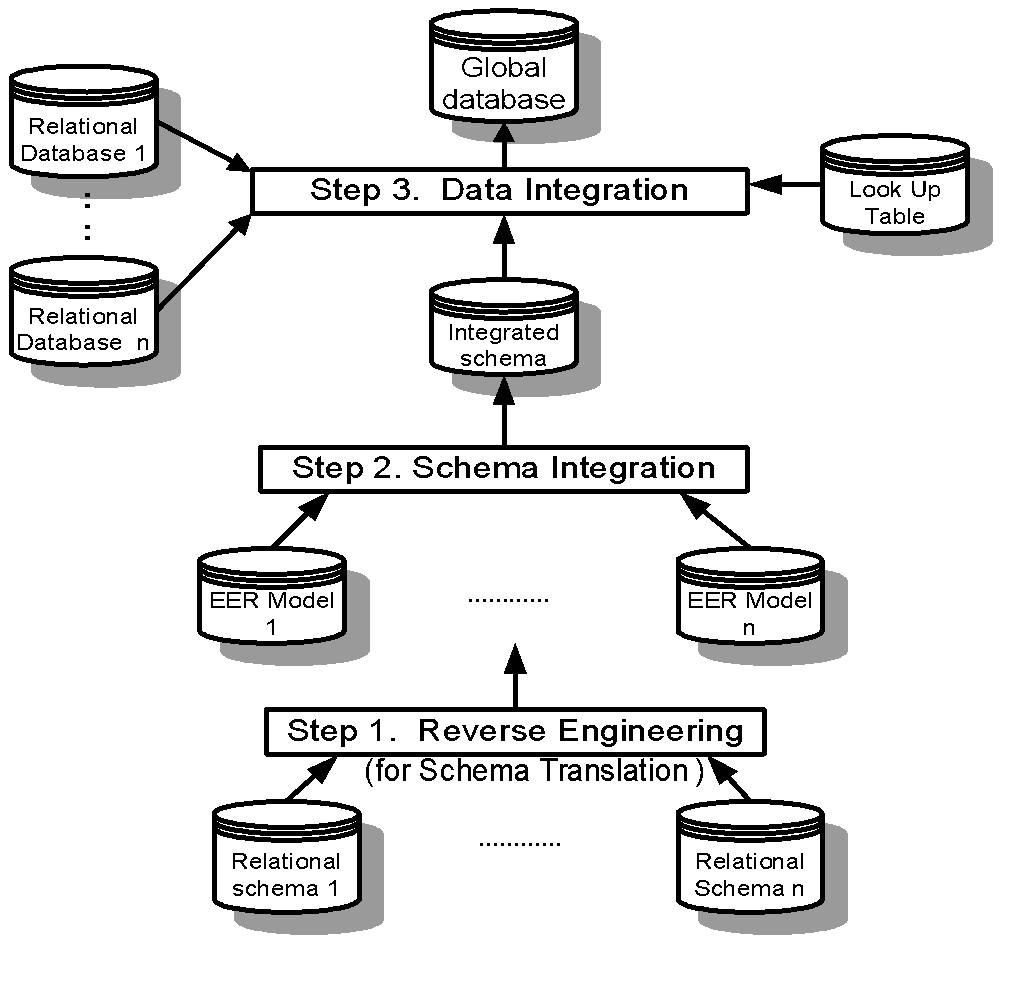 Global
database
Relational
Database 1
Step 3.  Data Integration
Look Up
Table
Relational
Database  n
Integrated
schema
Step 2. Schema Integration
EER Model
1
............
EER Model
n
Step 1.  Reverse Engineering
(for Schema Translation )
Relational
schema 1
............
Relational
Schema n